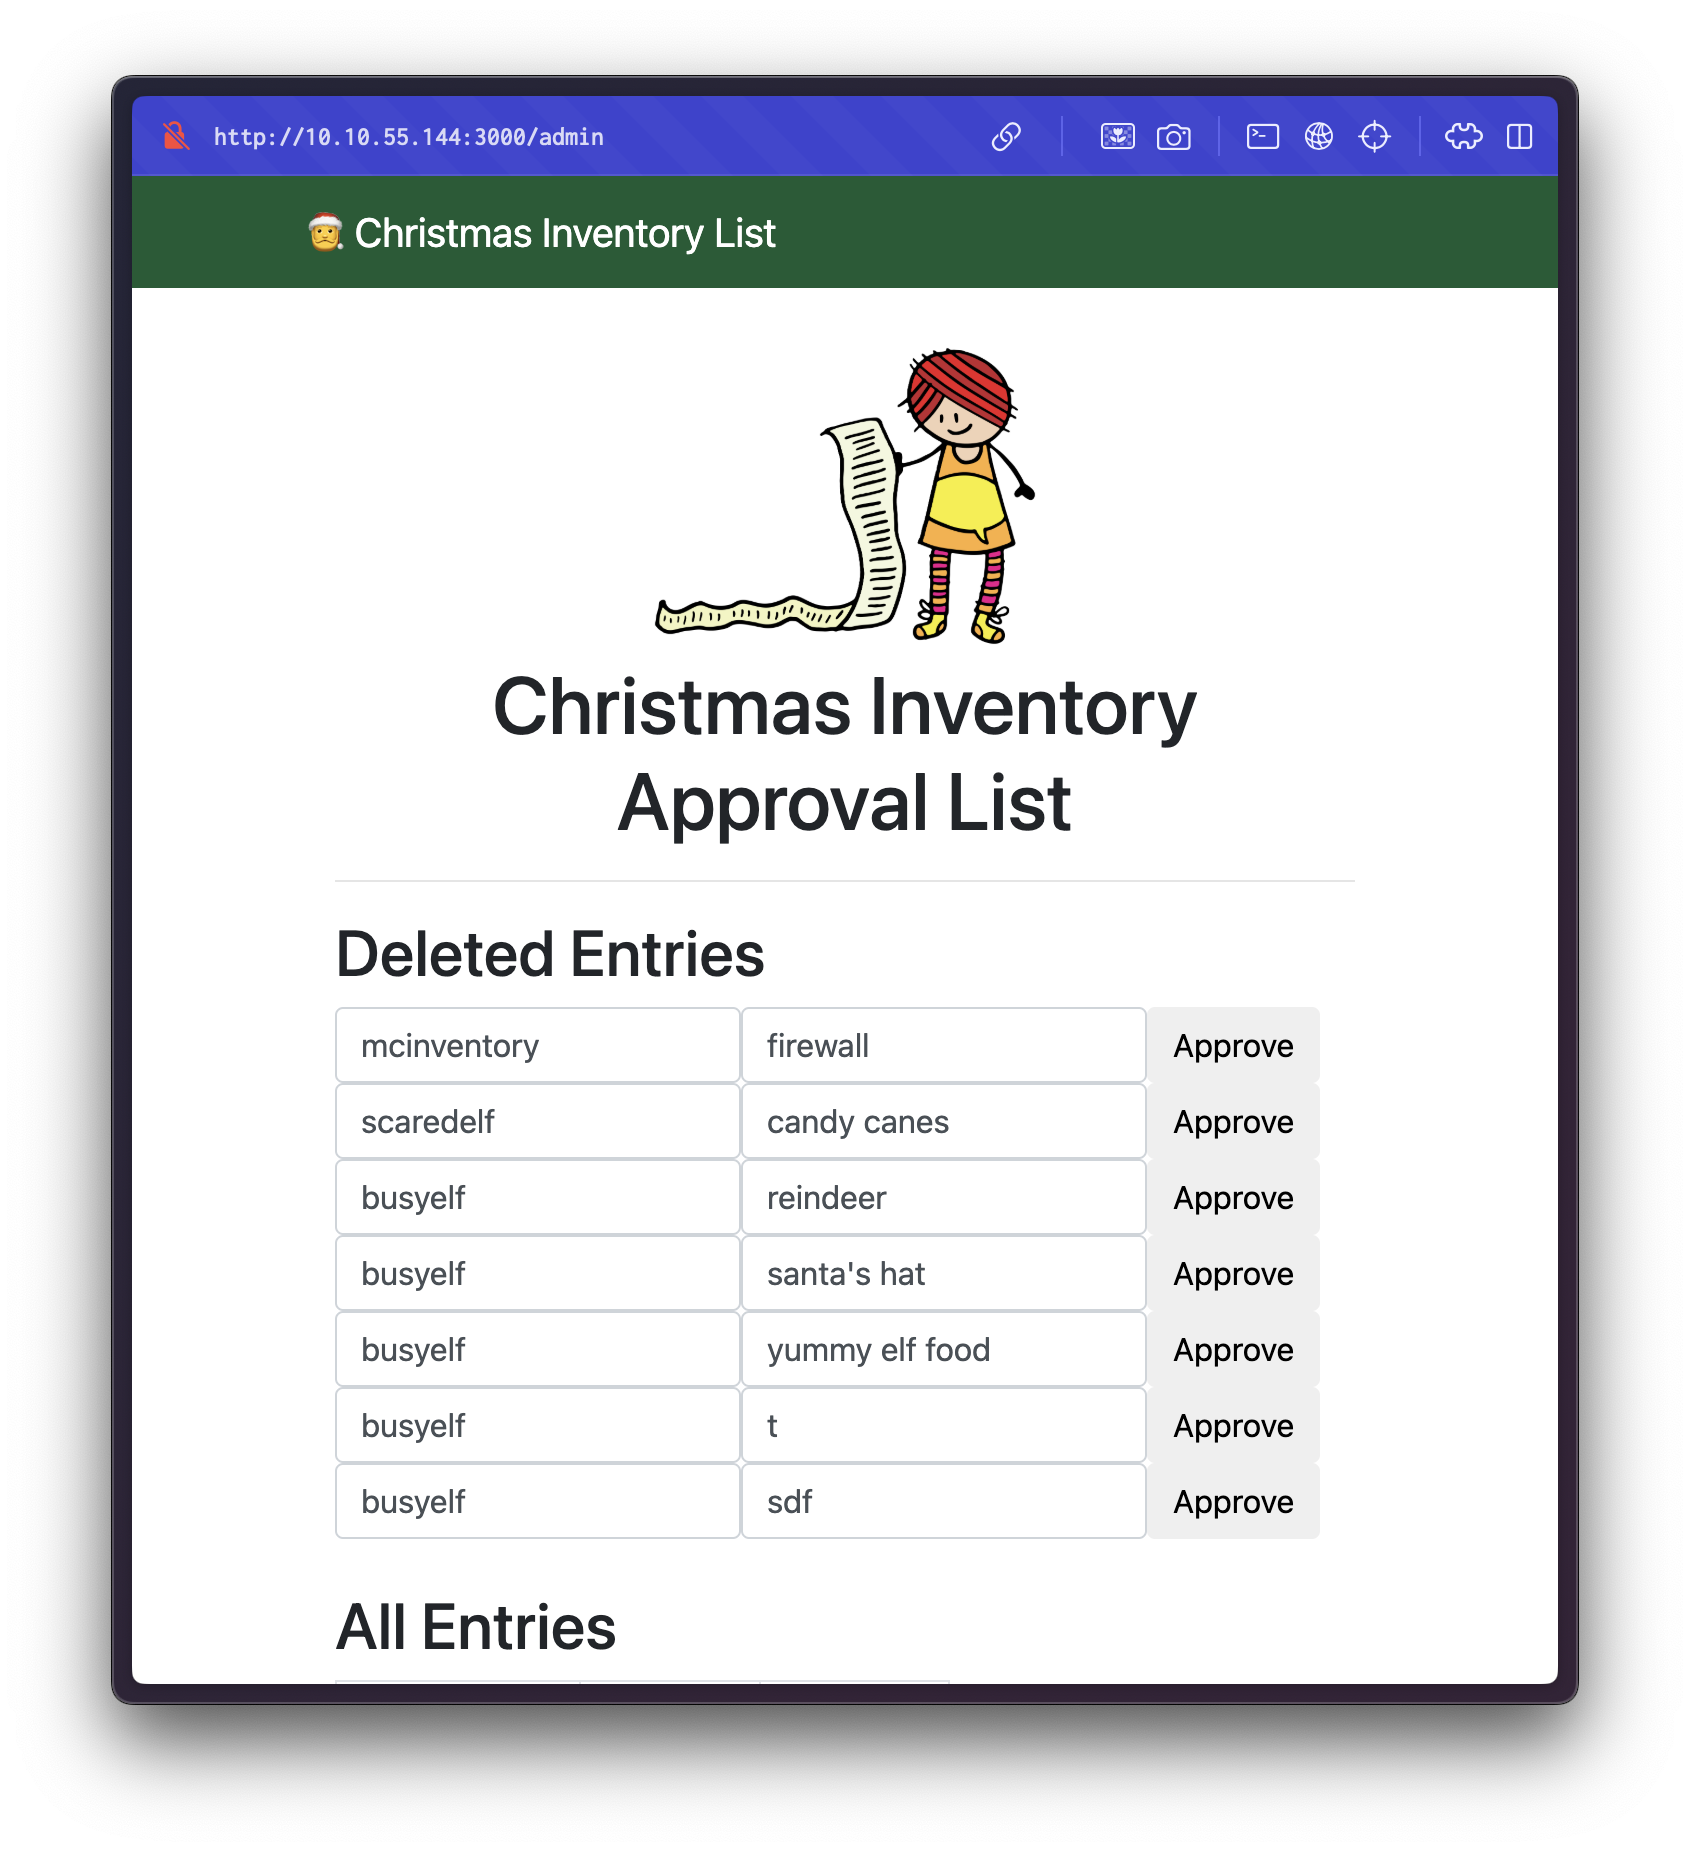 http://10.10.55.144:3000/admin
Christmas Inventory List
Christmas Inventory
Approval List
Deleted Entries
mcinventory firewall Approve
scaredelf candy canes Approve
busyelf reindeer Approve
busyelf santa's hat Approve
busyelf yummy elf food Approve
busyelf t Approve
busyelf sdf Approve
All Entries